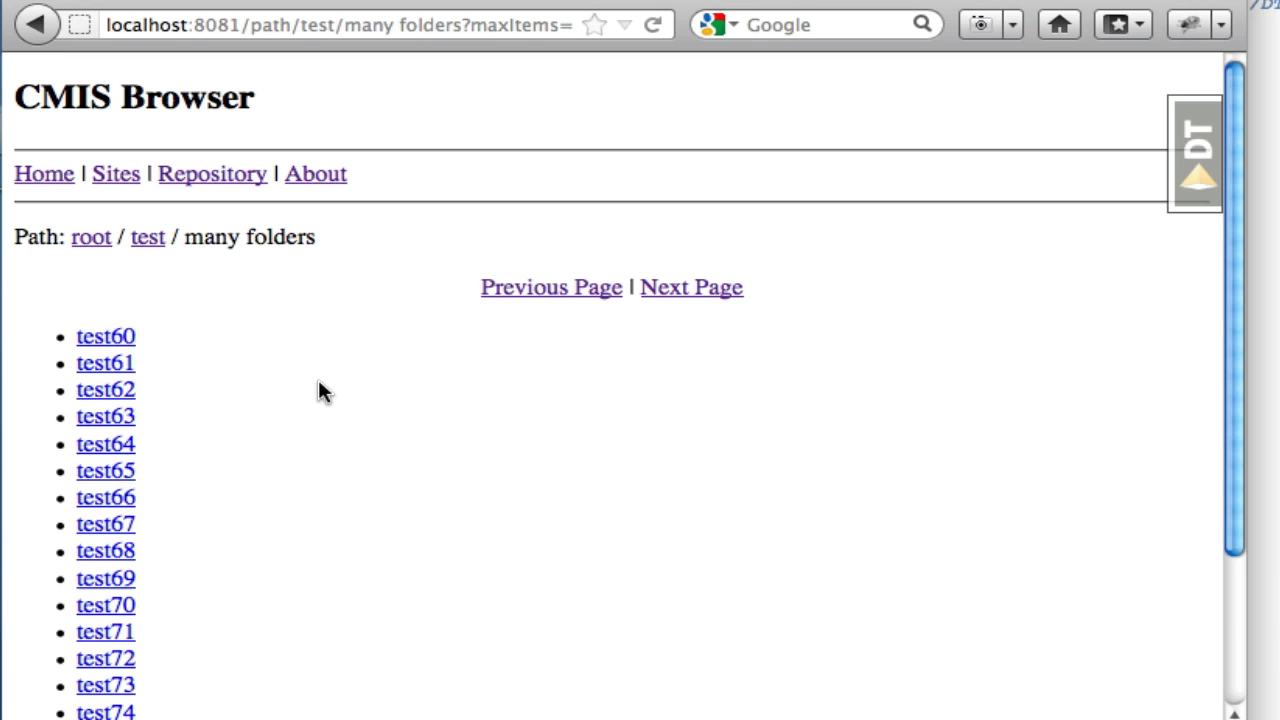 localhost:8081/path/test/many folders?maxItems=
Google
CMIS Browser
DT
Home | Sites | Repository | About
Path: root / test / many folders
Previous Page | Next Page
test60
test61
test62
test63
test64
test65
test66
test67
test68
test69
test70
test71
test72
test73
test74